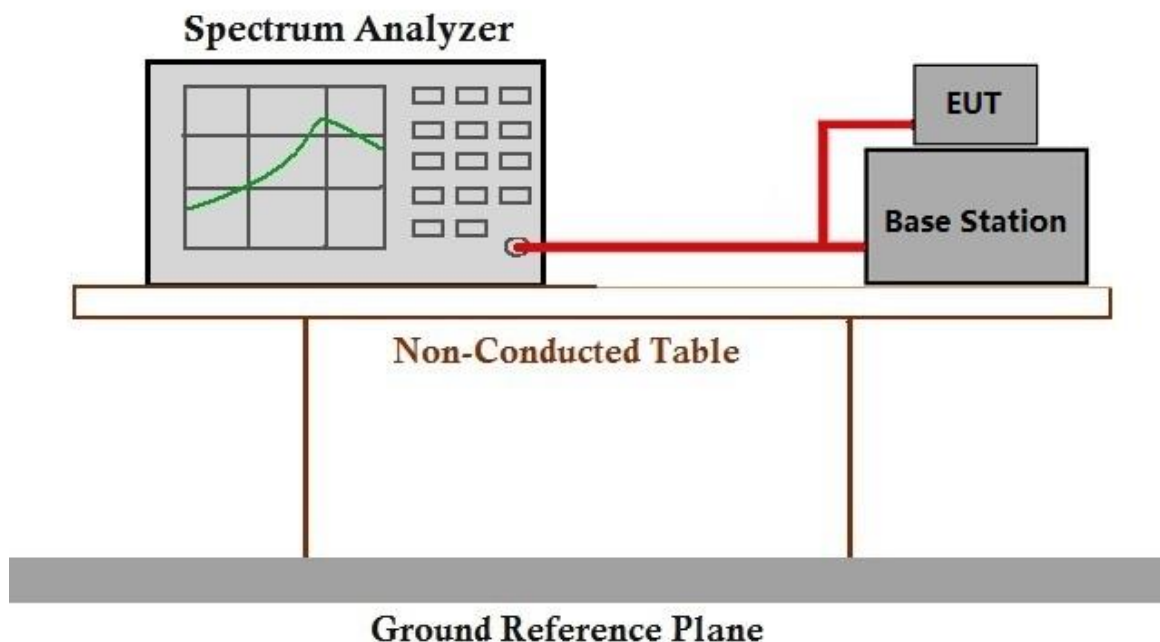 Spectrum Analyzer
EUT
Base Station
Non-Conducted Table
Ground Reference Plane